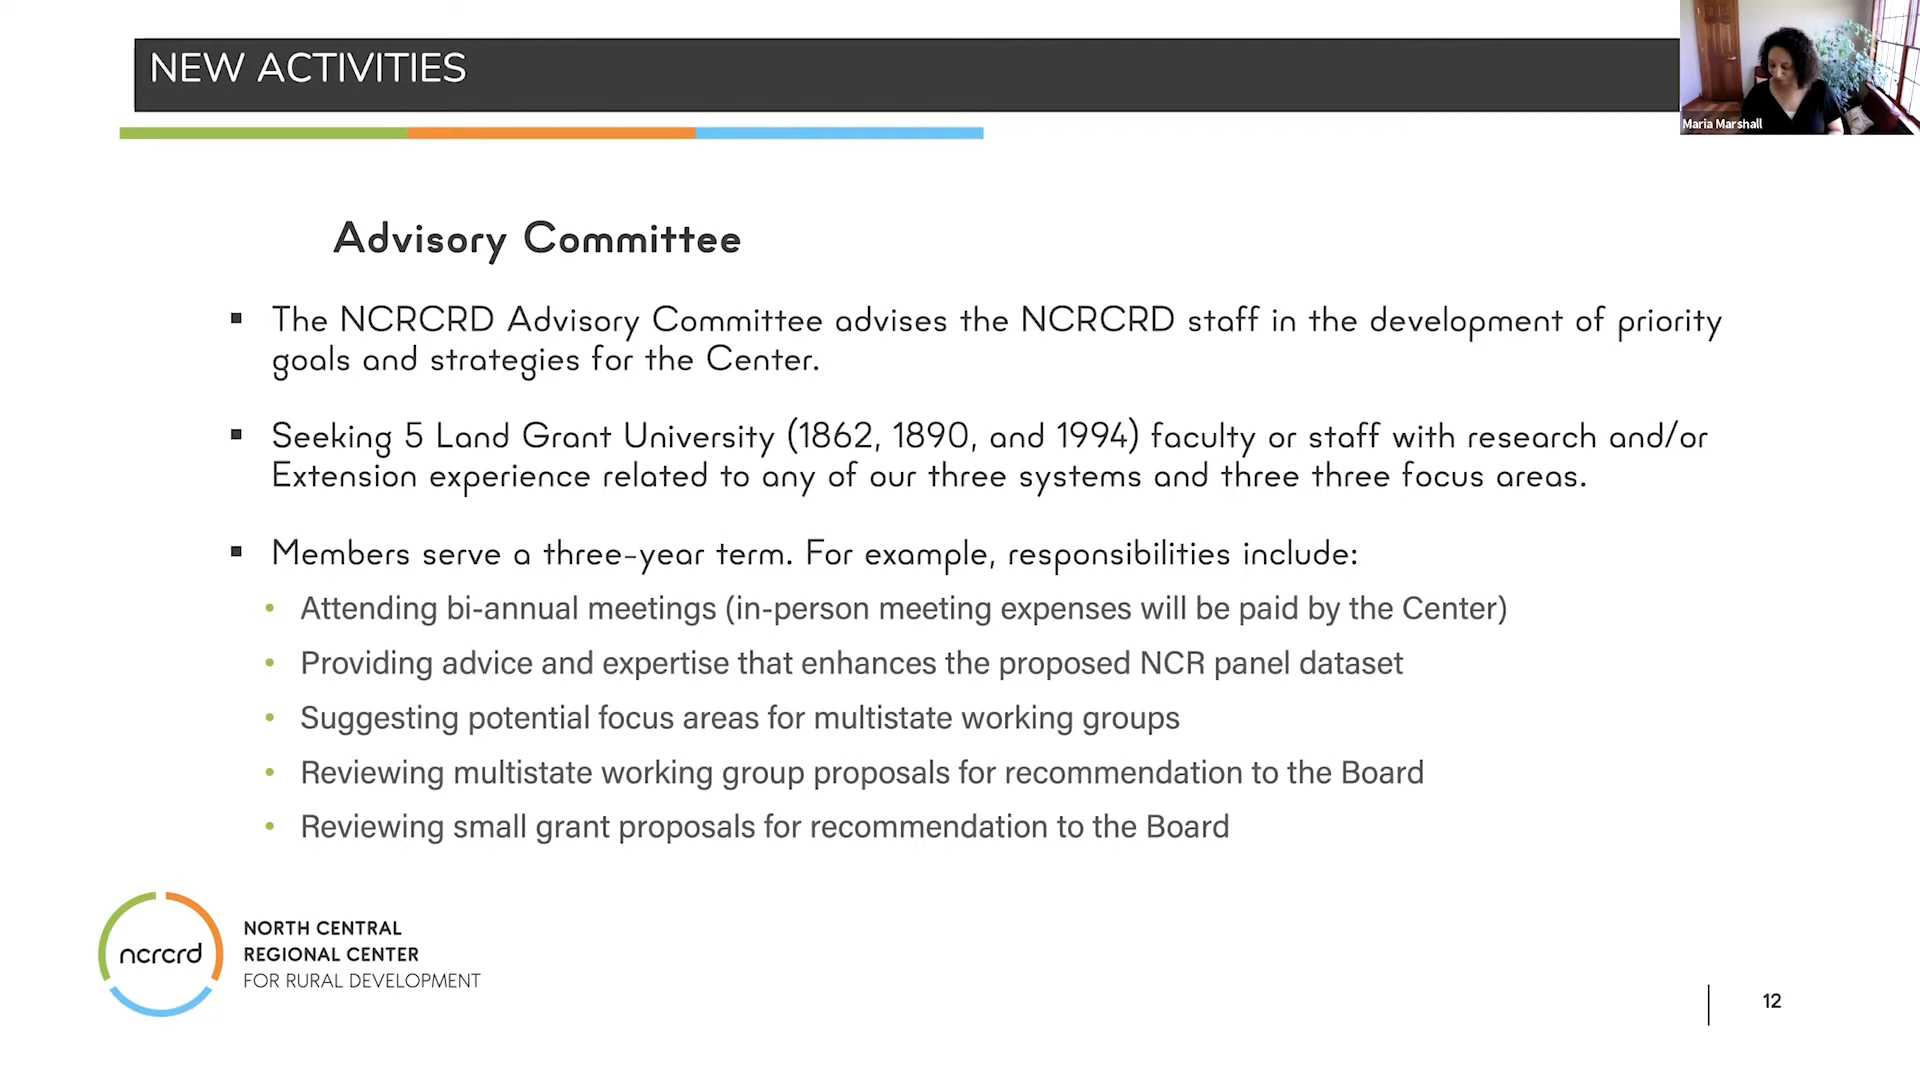 NEW ACTIVITIES
Maria Marshall
Advisory Committee
▪ The NCRCRD Advisory Committee advises the NCRCRD staff in the development of priority
goals and strategies for the Center.
▪ Seeking 5 Land Grant University (1862, 1890, and 1994) faculty or staff with research and/or
Extension experience related to any of our three systems and three three focus areas.
▪ Members serve a three-year term. For example, responsibilities include:
• Attending bi-annual meetings (in-person meeting expenses will be paid by the Center)
• Providing advice and expertise that enhances the proposed NCR panel dataset
• Suggesting potential focus areas for multistate working groups
• Reviewing multistate working group proposals for recommendation to the Board
• Reviewing small grant proposals for recommendation to the Board
ncrcrd
NORTH CENTRAL
REGIONAL CENTER
FOR RURAL DEVELOPMENT
12